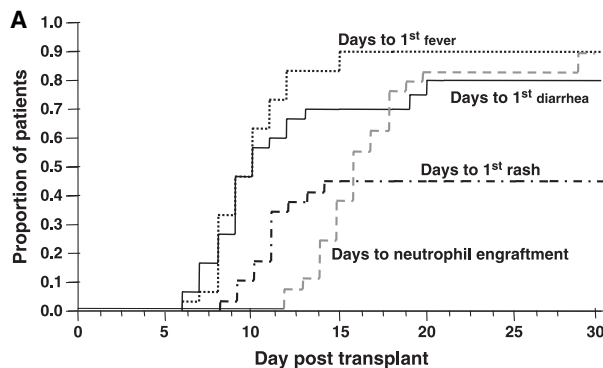 A
Proportion of patients
1.0
0.9
0.8
0.7
0.6
0.5
0.4
0.3
0.2
0.1
0.0
Days to 1st fever
Days to 1st diarrhea
Days to 1st rash
Days to neutrophil engraftment
0 5 10 15 20 25 30
Day post transplant